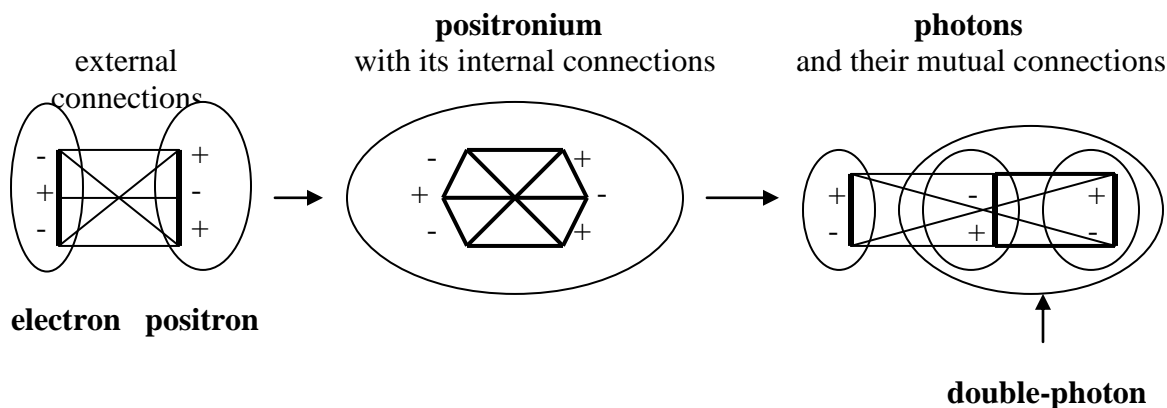 external
connections
- +
+ -
- +
electron positron
positronium
with its internal connections
- +
+ -
- +
photons
and their mutual connections
+ - +
- + -
double-photon